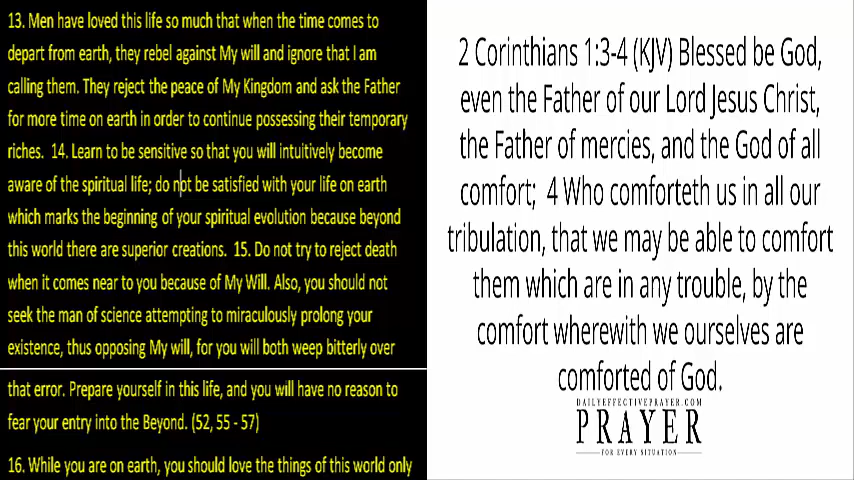 13. Men have loved this life so much that when the time comes to
depart from earth, they rebel against My will and ignore that I am
calling them. They reject the peace of My Kingdom and ask the Father
for more time on earth in order to continue possessing their temporary
riches.  14. Learn to be sensitive so that you will intuitively become
aware of the spiritual life; do not be satisfied with your life on earth
which marks the beginning of your spiritual evolution because beyond
this world there are superior creations.  15. Do not try to reject death
when it comes near to you because of My Will. Also, you should not
seek the man of science attempting to miraculously prolong your
existence, thus opposing My will, for you will both weep bitterly over
that error. Prepare yourself in this life, and you will have no reason to
fear your entry into the Beyond. (52, 55 - 57)
16. While you are on earth, you should love the things of this world only
2 Corinthians 1:3-4 (KJV) Blessed be God,
even the Father of our Lord Jesus Christ,
the Father of mercies, and the God of all
comfort;  4 Who comforteth us in all our
tribulation, that we may be able to comfort
them which are in any trouble, by the
comfort wherewith we ourselves are
comforted of God.
DAILYEFFECTIVEPRAYER.COM
PRAYER
FOR EVERY SITUATION